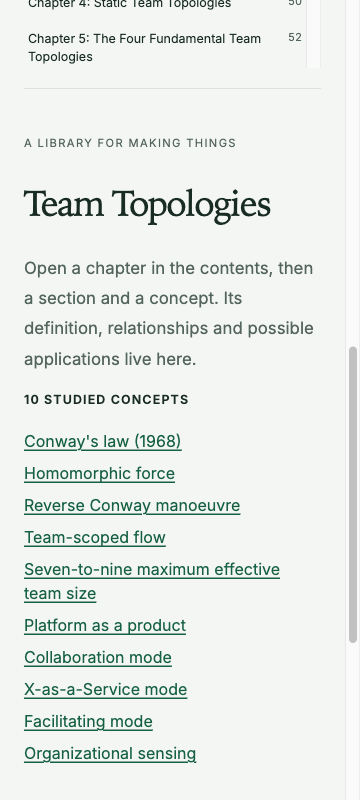 Chapter 4: Static Team Topologies 50
Chapter 5: The Four Fundamental Team 52
Topologies
A LIBRARY FOR MAKING THINGS
Team Topologies
Open a chapter in the contents, then
a section and a concept. Its
definition, relationships and possible
applications live here.
10 STUDIED CONCEPTS
Conway's law (1968)
Homomorphic force
Reverse Conway manoeuvre
Team-scoped flow
Seven-to-nine maximum effective
team size
Platform as a product
Collaboration mode
X-as-a-Service mode
Facilitating mode
Organizational sensing